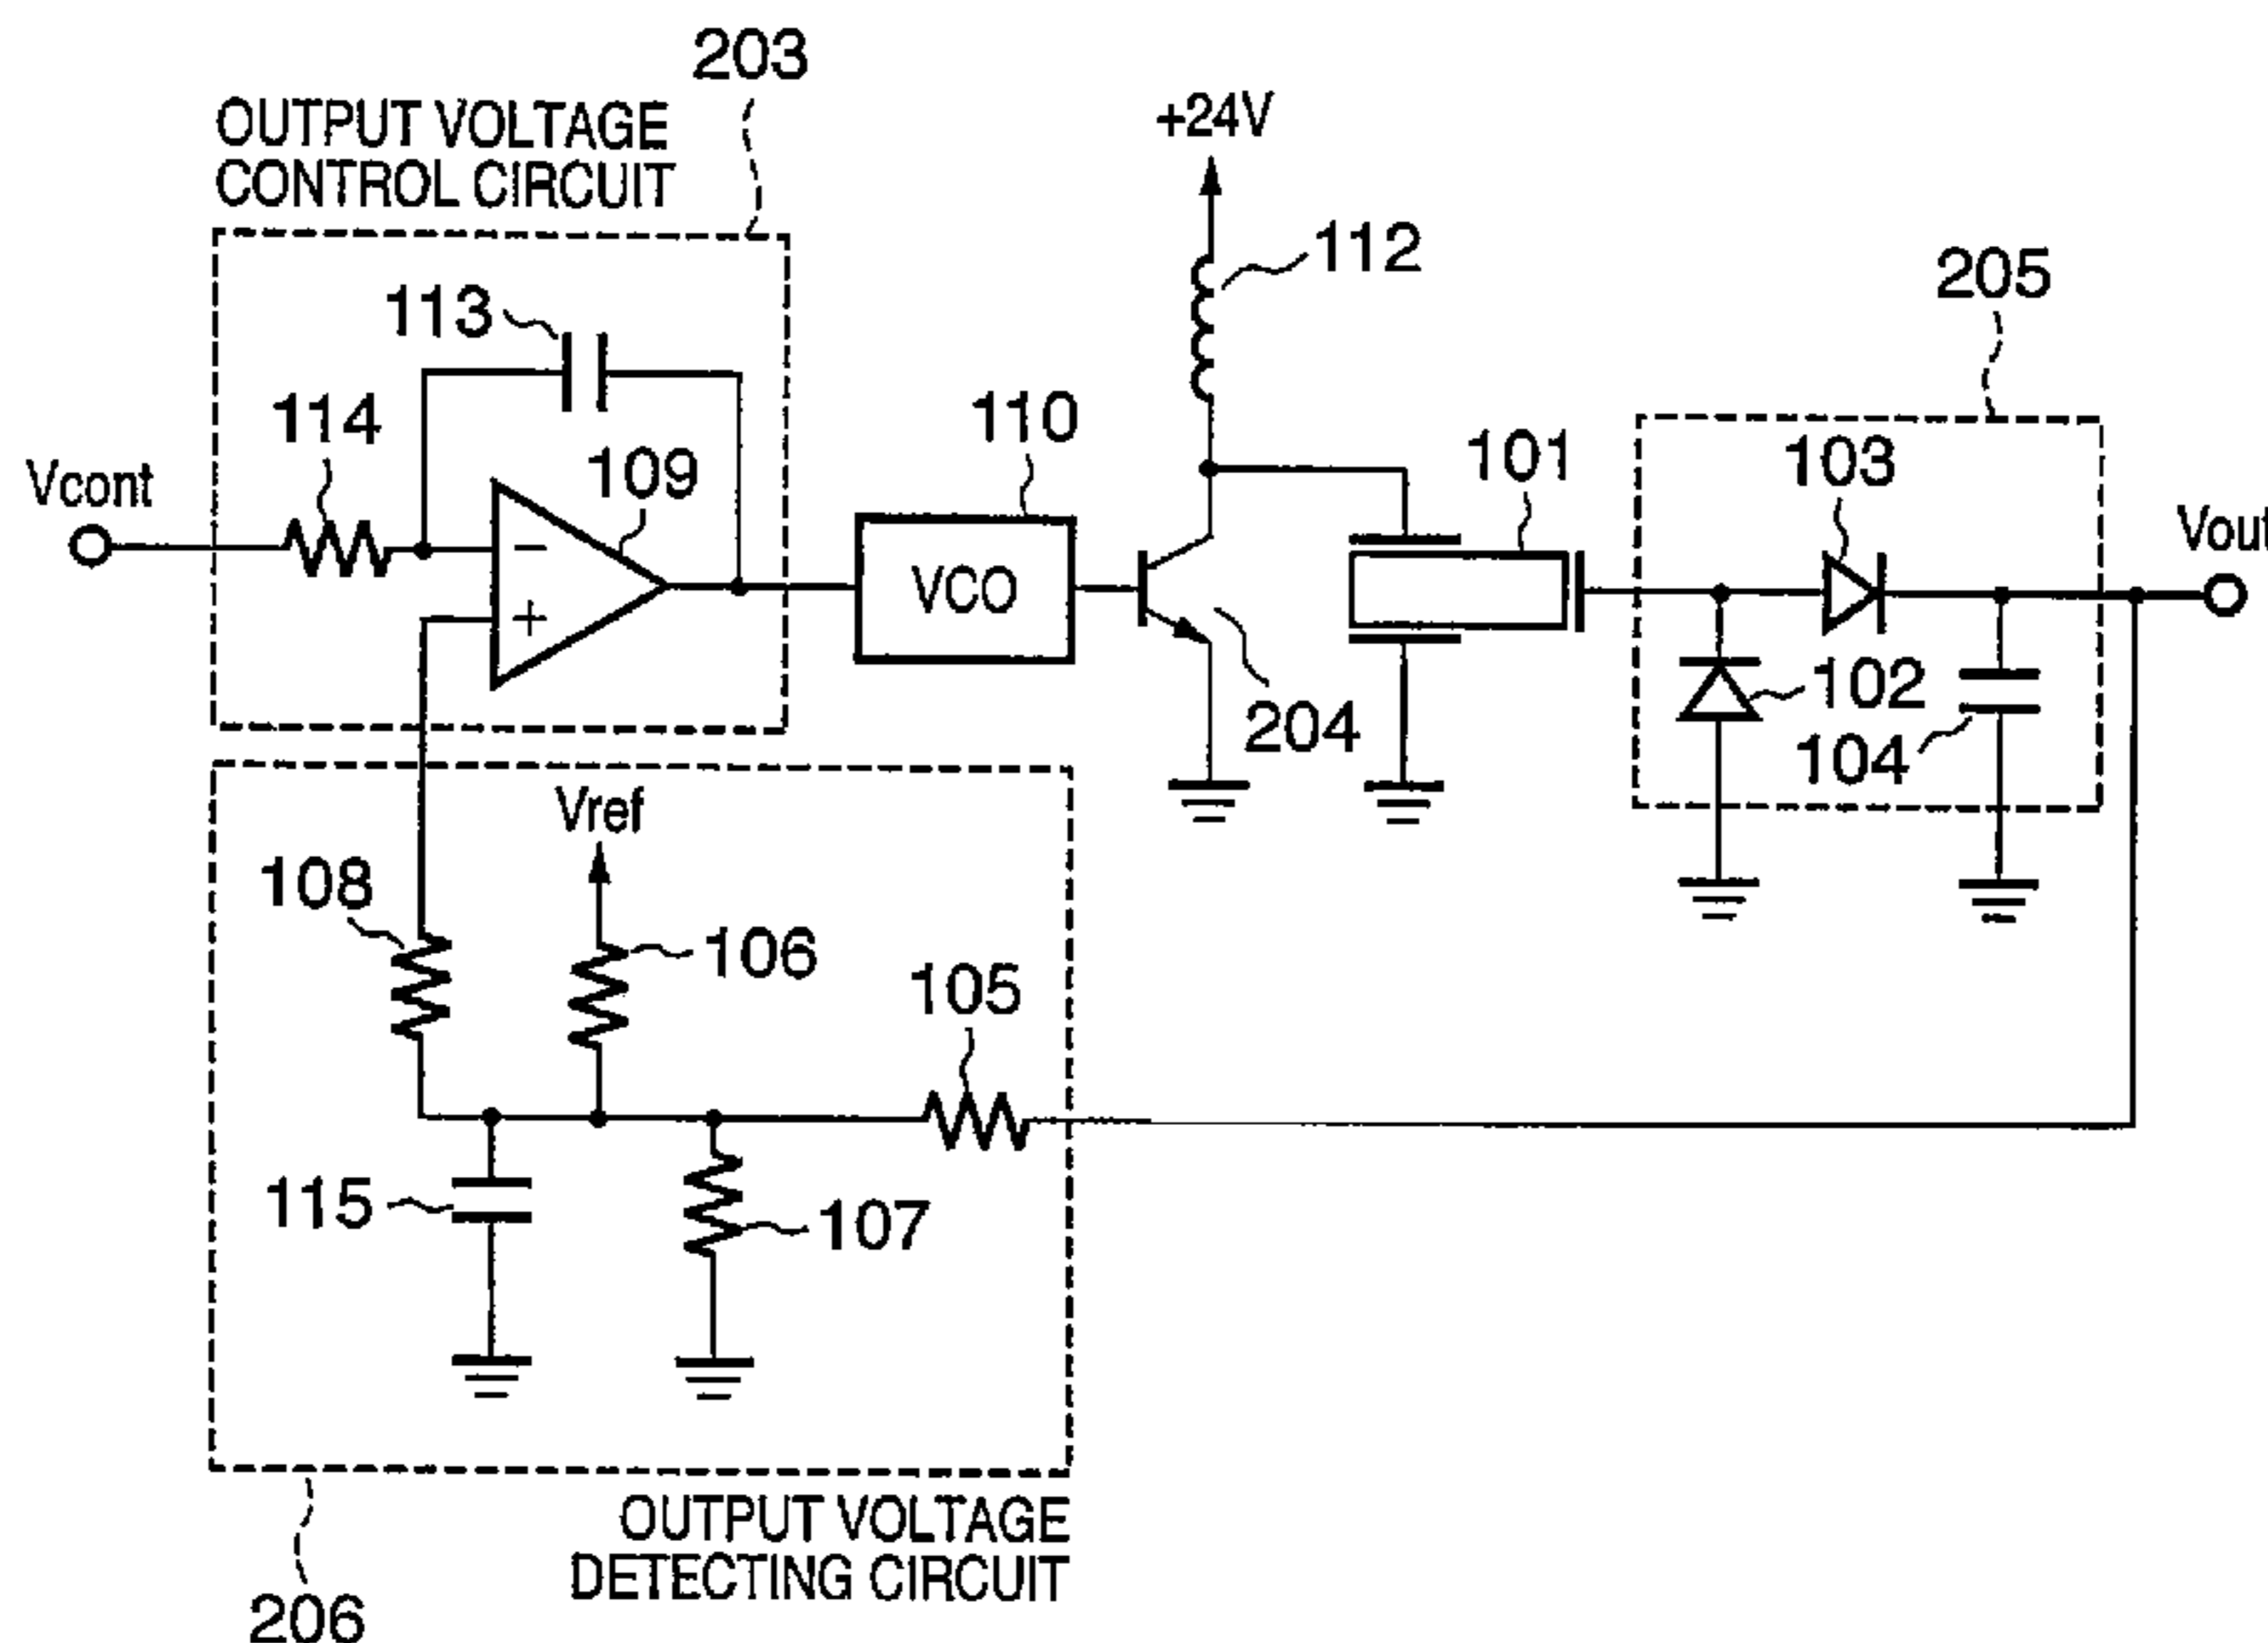 203
OUTPUT VOLTAGE
CONTROL CIRCUIT
+24V
112
205
113
114
110
101
103
109
Vcont
Vout
−
+
VCO
102
204
104
Vref
108
106
105
115
107
OUTPUT VOLTAGE
DETECTING CIRCUIT
206